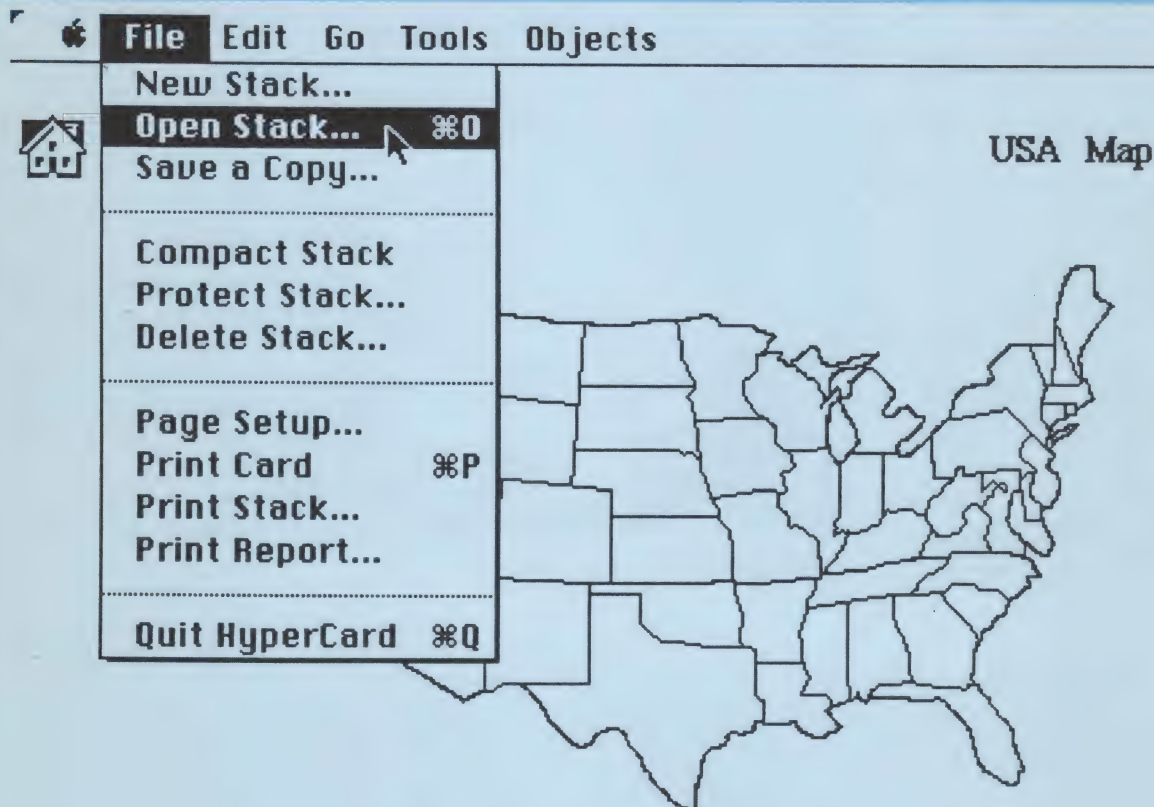 File Edit Go Tools Objects
New Stack...
Open Stack... ⌘O
Save a Copy...
Compact Stack
Protect Stack...
Delete Stack...
Page Setup...
Print Card ⌘P
Print Stack...
Print Report...
Quit HyperCard ⌘Q
USA Map